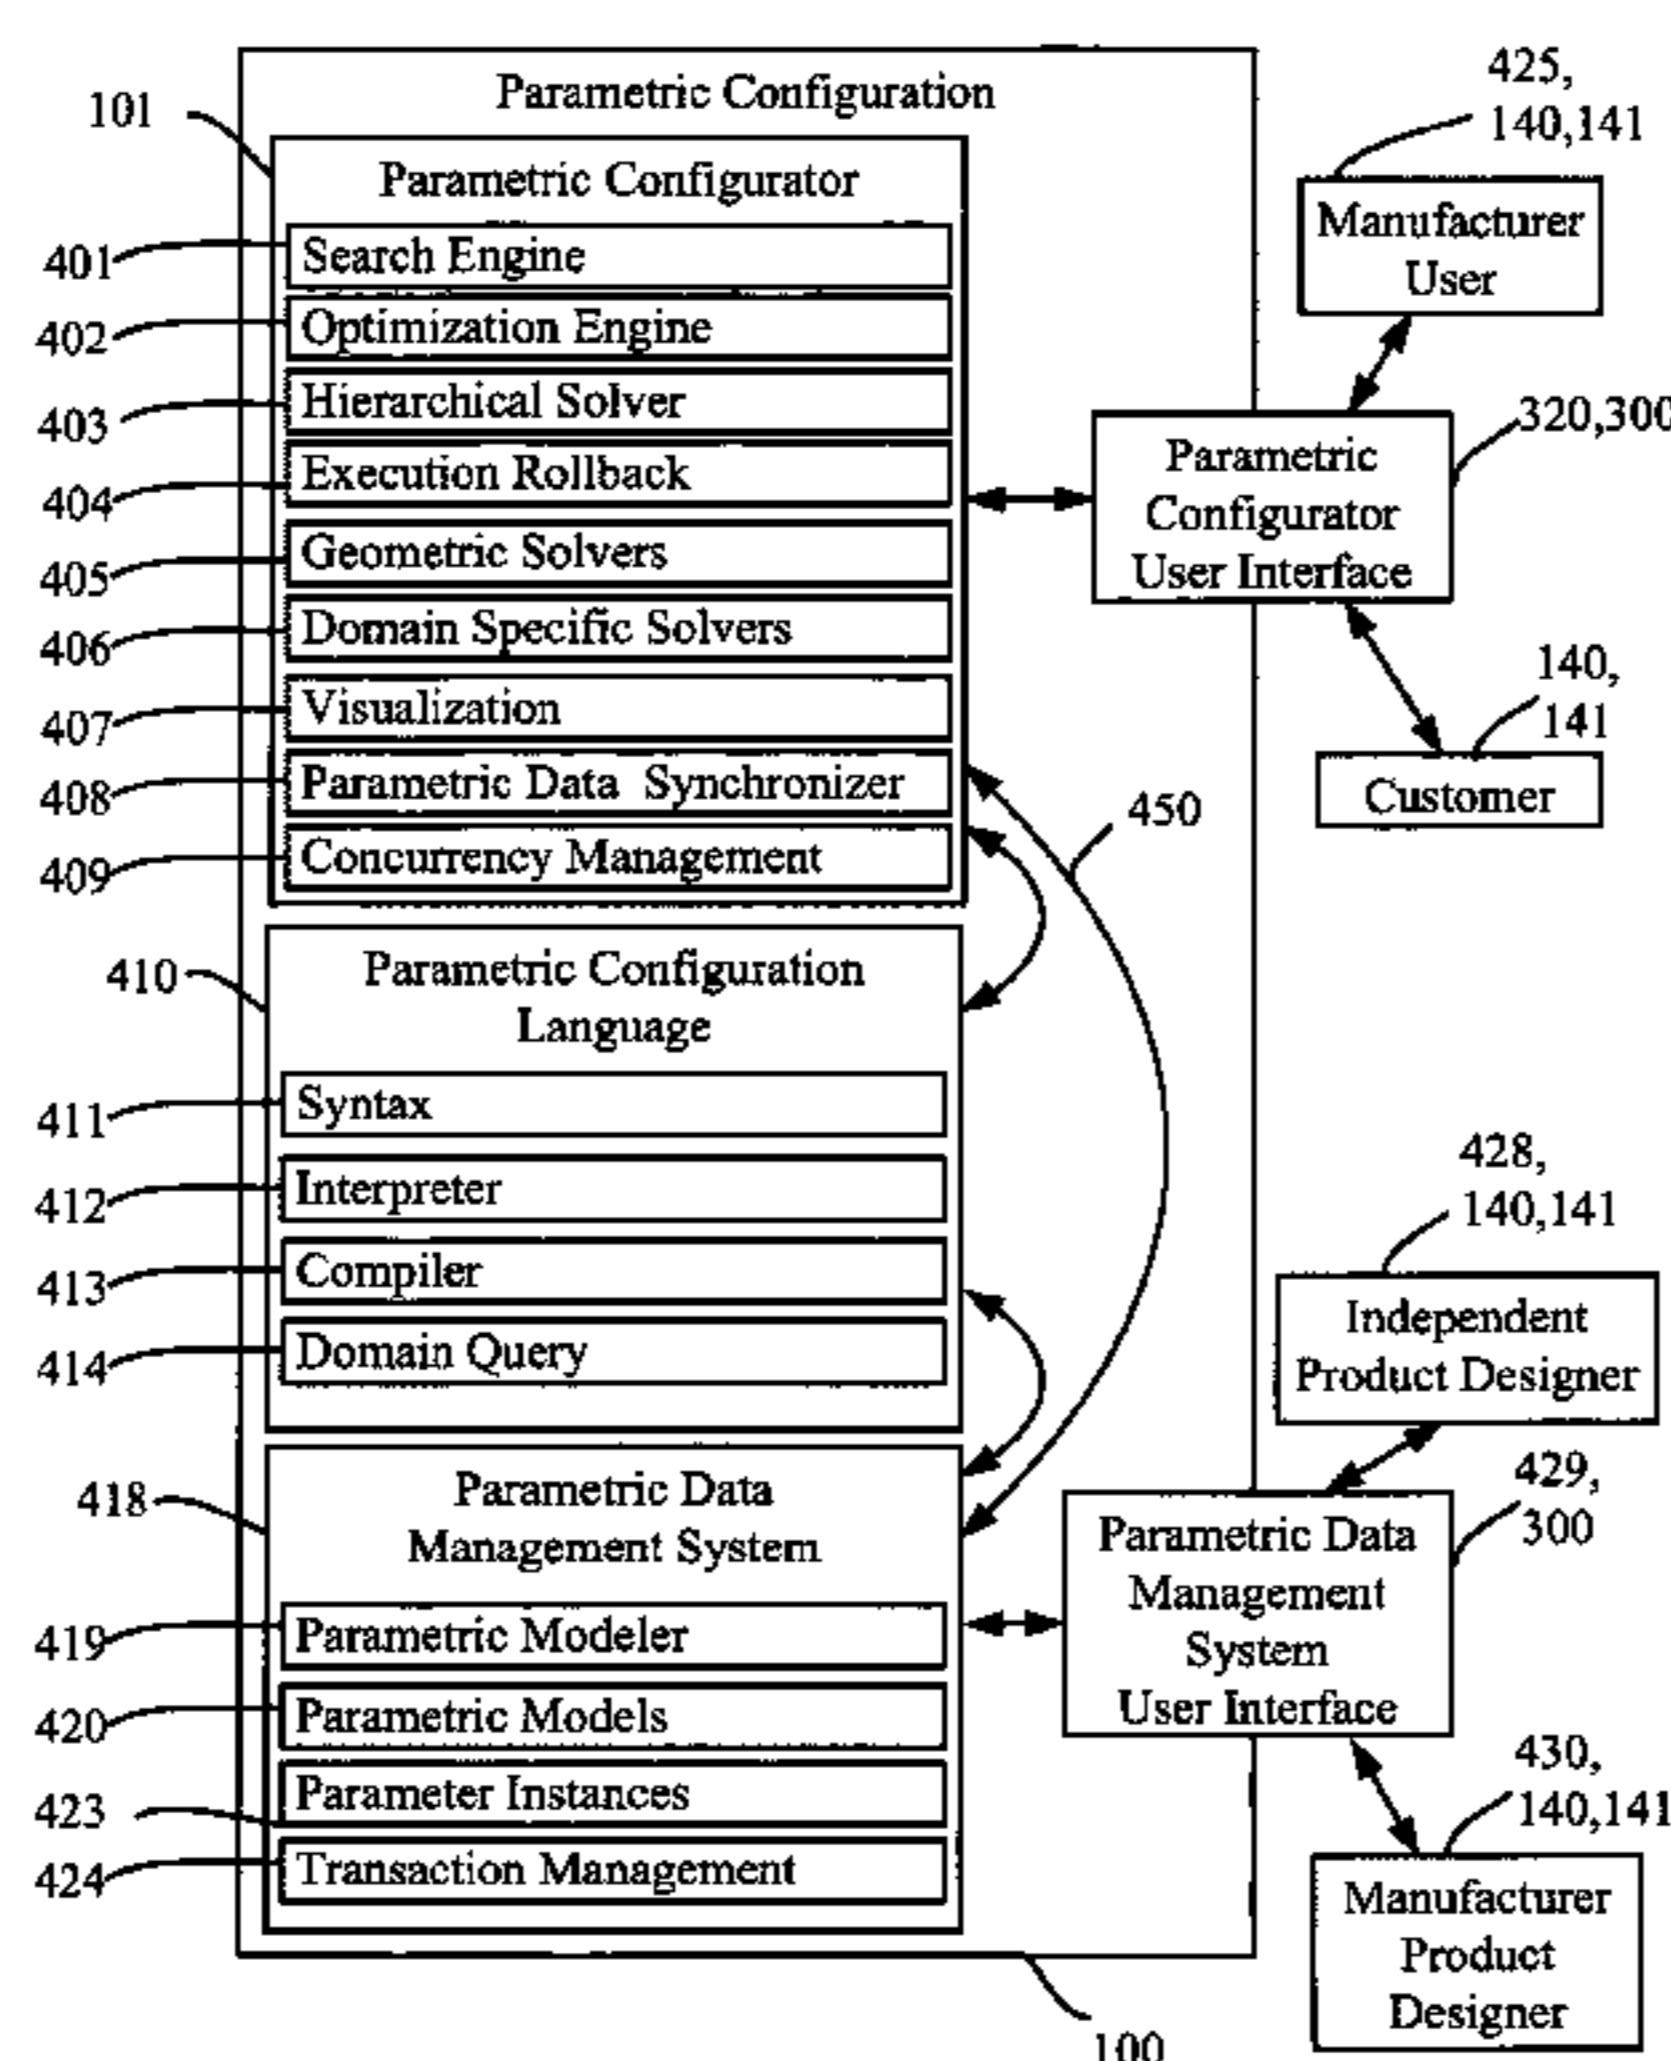 Parametric Configuration
101
Parametric Configurator
401
Search Engine
402
Optimization Engine
403
Hierarchical Solver
404
Execution Rollback
405
Geometric Solvers
406
Domain Specific Solvers
407
Visualization
408
Parametric Data Synchronizer
409
Concurrency Management
410
Parametric Configuration
Language
411
Syntax
412
Interpreter
413
Compiler
414
Domain Query
418
Parametric Data
Management System
419
Parametric Modeler
420
Parametric Models
423
Parameter Instances
424
Transaction Management
425,
140,141
Manufacturer
User
320,300
Parametric
Configurator
User Interface
140,
141
Customer
450
428,
140,141
Independent
Product Designer
429,
300
Parametric Data
Management
System
User Interface
430,
140,141
Manufacturer
Product
Designer
100